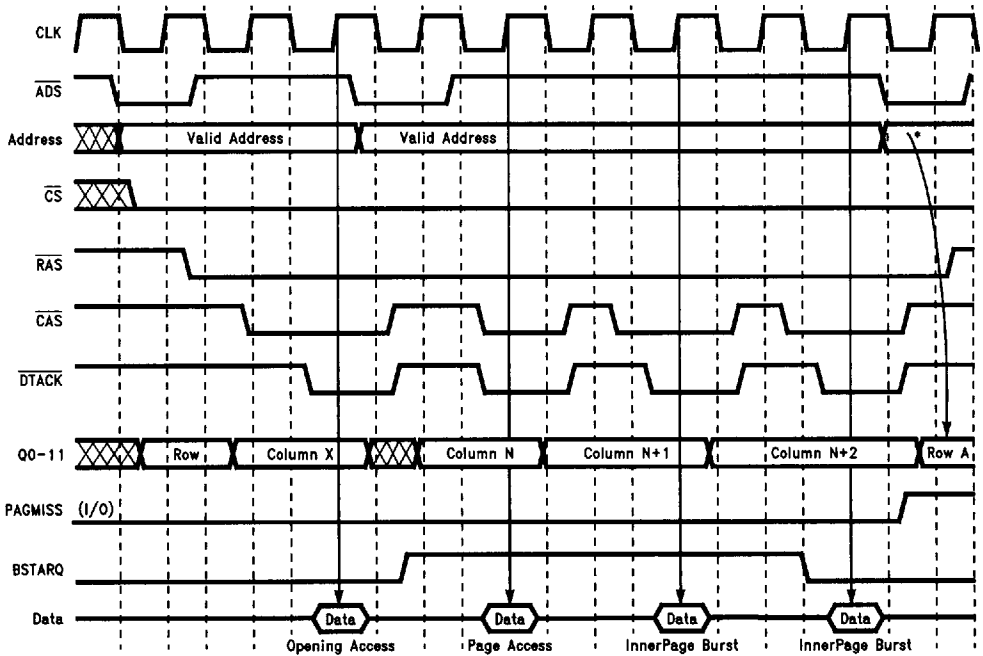 CLK
ADS
Address Valid Address Valid Address *
CS
RAS
CAS
DTACK
Q0-11 Row Column X Column N Column N+1 Column N+2 Row A
PAGMISS (I/O)
BSTARQ
Data Data Data Data Data
Opening Access Page Access InnerPage Burst InnerPage Burst